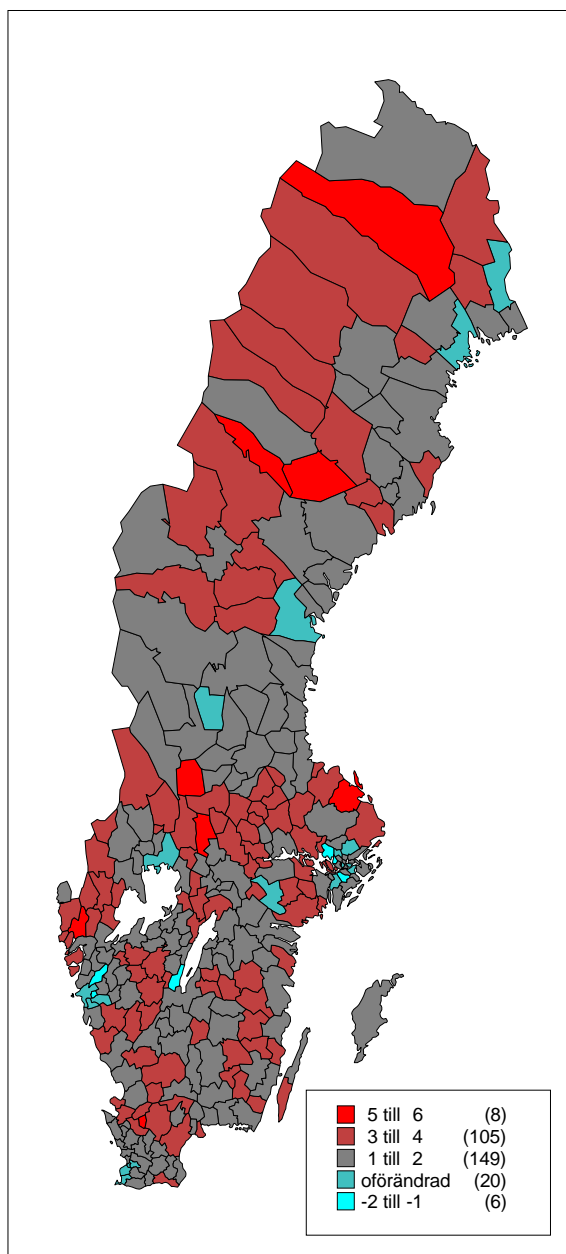 5 till 6 (8)
3 till 4 (105)
1 till 2 (149)
oförändrad (20)
-2 till -1 (6)